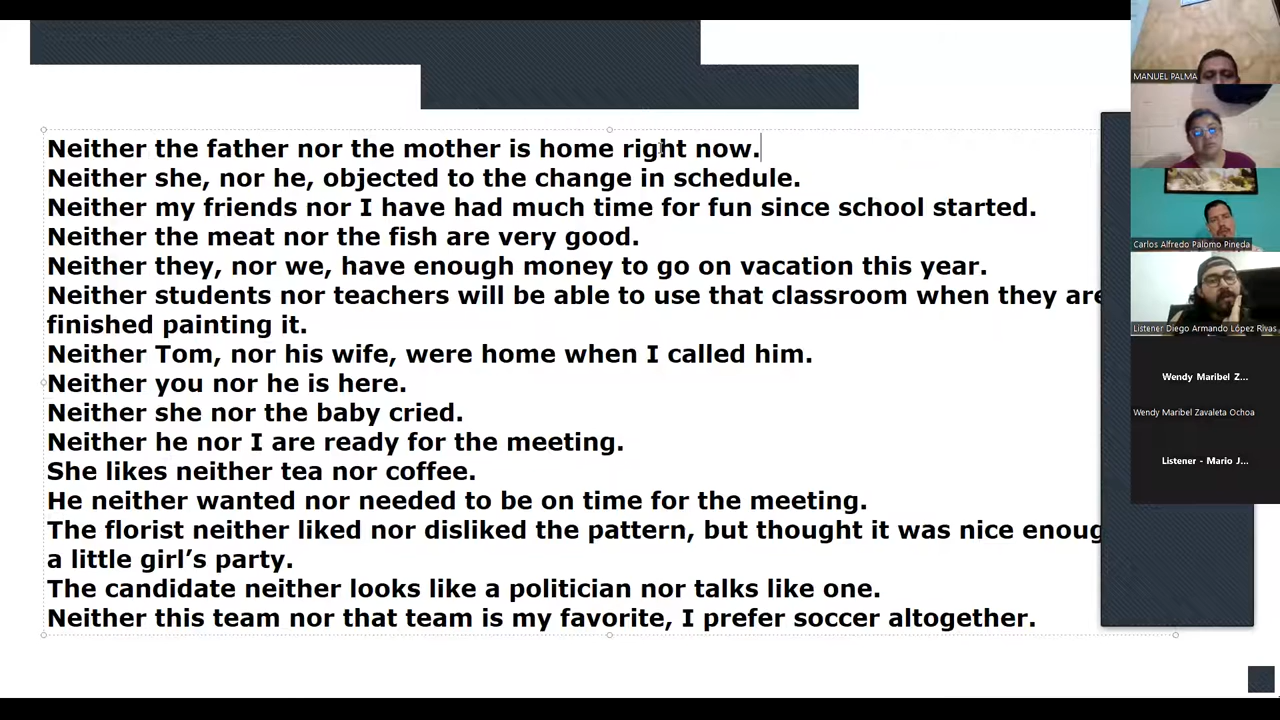 Neither the father nor the mother is home right now.
Neither she, nor he, objected to the change in schedule.
Neither my friends nor I have had much time for fun since school started.
Neither the meat nor the fish are very good.
Neither they, nor we, have enough money to go on vacation this year.
Neither students nor teachers will be able to use that classroom when they are
finished painting it.
Neither Tom, nor his wife, were home when I called him.
Neither you nor he is here.
Neither she nor the baby cried.
Neither he nor I are ready for the meeting.
She likes neither tea nor coffee.
He neither wanted nor needed to be on time for the meeting.
The florist neither liked nor disliked the pattern, but thought it was nice enoug
a little girl’s party.
The candidate neither looks like a politician nor talks like one.
Neither this team nor that team is my favorite, I prefer soccer altogether.
MANUEL PALMA
Carlos Alfredo Palomo Pineda
Listener Diego Armando López Rivas
Wendy Maribel Z...
Wendy Maribel Zavaleta Ochoa
Listener - Mario J...